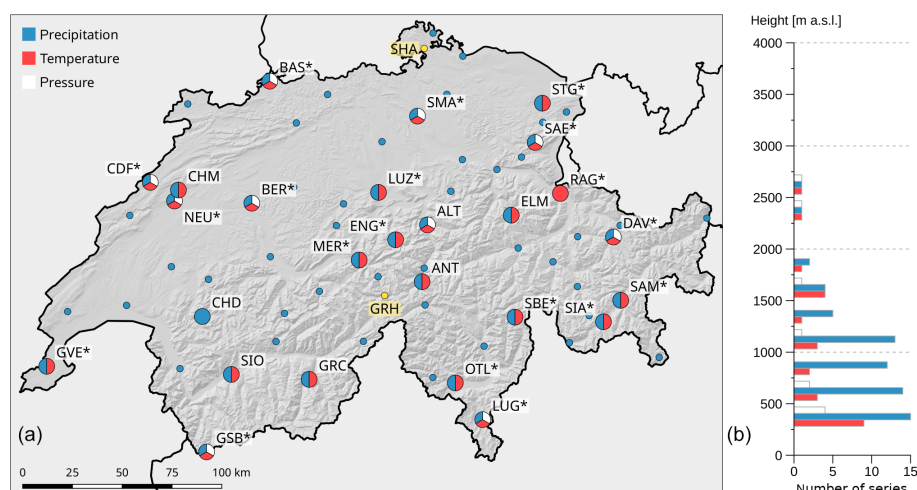 Precipitation
Temperature
Pressure
SHA
BAS*
STG*
SMA*
SAE*
CDF*
CHM
LUZ*
RAG*
NEU*
BER*
ALT
ELM
ENG*
DAV*
MER*
ANT
CHD
GRH
SBE*
SIA*
SAM*
GVE*
SIO
GRC
OTL*
LUG*
GSB*
(a)
0 25 50 75 100 km
Height [m a.s.l.]
4000
3500
3000
2500
2000
1500
1000
500
0
0 5 10 15
Number of series
(b)